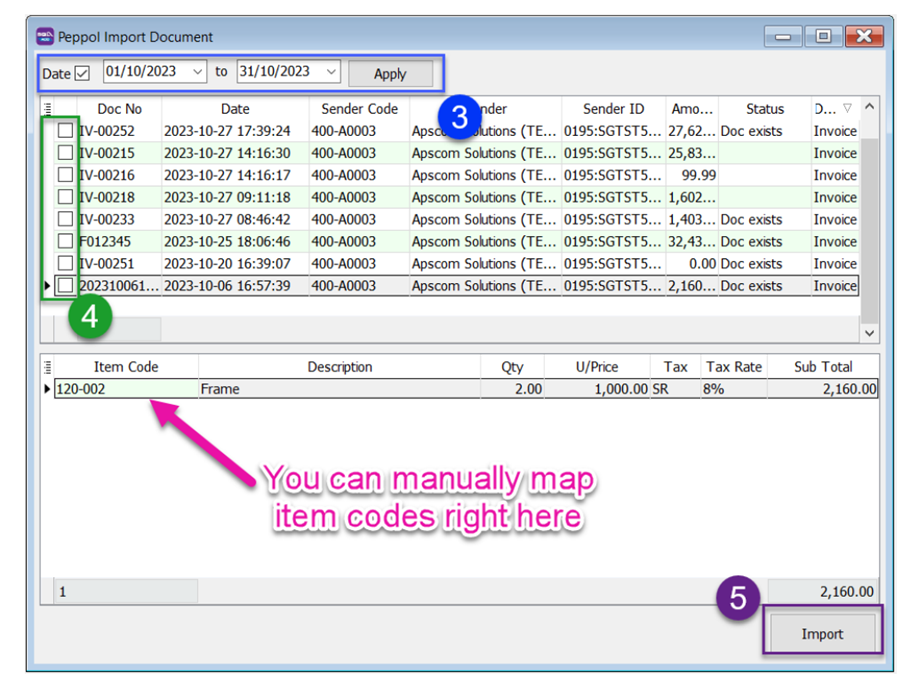 Peppol Import Document
Date 01/10/2023 to 31/10/2023 Apply
Doc No Date Sender Code nder Sender ID Amo... Status D...
3
IV-00252 2023-10-27 17:39:24 400-A0003 Apscom Solutions (TE... 0195:SGTST5... 27,62... Doc exists Invoice
IV-00215 2023-10-27 14:16:30 400-A0003 Apscom Solutions (TE... 0195:SGTST5... 25,83... Invoice
IV-00216 2023-10-27 14:16:17 400-A0003 Apscom Solutions (TE... 0195:SGTST5... 99.99 Invoice
IV-00218 2023-10-27 09:11:18 400-A0003 Apscom Solutions (TE... 0195:SGTST5... 1,602... Invoice
IV-00233 2023-10-27 08:46:42 400-A0003 Apscom Solutions (TE... 0195:SGTST5... 1,403... Doc exists Invoice
F012345 2023-10-25 18:06:46 400-A0003 Apscom Solutions (TE... 0195:SGTST5... 32,43... Doc exists Invoice
IV-00251 2023-10-20 16:39:07 400-A0003 Apscom Solutions (TE... 0195:SGTST5... 0.00 Doc exists Invoice
202310061... 2023-10-06 16:57:39 400-A0003 Apscom Solutions (TE... 0195:SGTST5... 2,160... Doc exists Invoice
4
Item Code Description Qty U/Price Tax Tax Rate Sub Total
120-002 Frame 2.00 1,000.00 SR 8% 2,160.00
You can manually map
item codes right here
1 2,160.00
5
Import